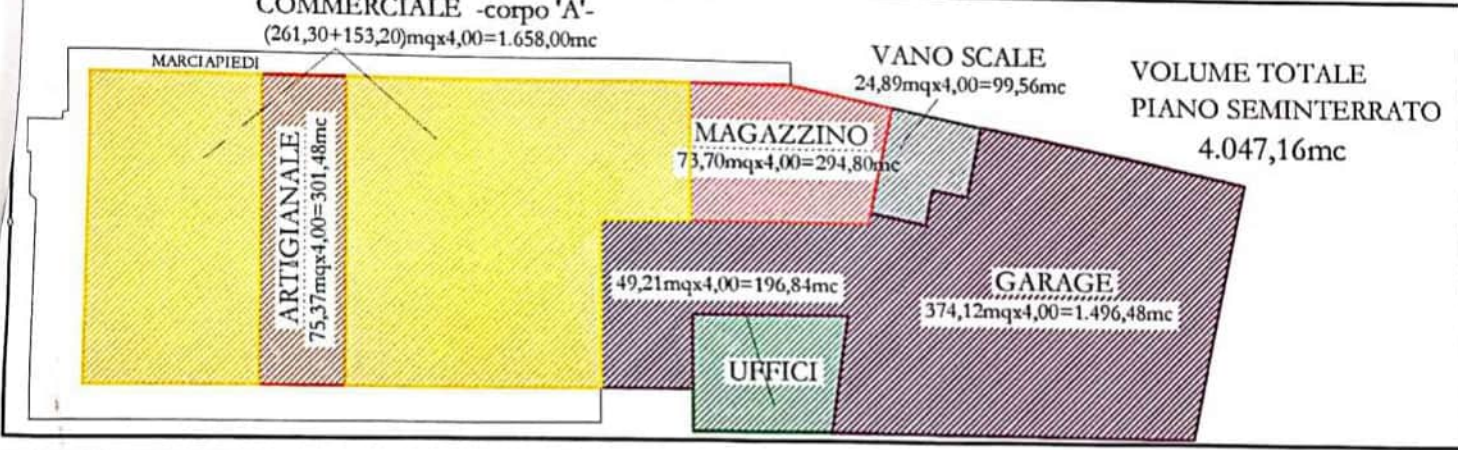 COMMERCIALE -corpo 'A'-
(261,30+153,20)mqx4,00=1.658,00mc
MARCIAPIEDI
VANO SCALE
24,89mqx4,00=99,56mc
VOLUME TOTALE
PIANO SEMINTERRATO
4.047,16mc
ARTIGIANALE
75,37mqx4,00=301,48mc
MAGAZZINO
73,70mqx4,00=294,80mc
49,21mqx4,00=196,84mc
UFFICI
GARAGE
374,12mqx4,00=1.496,48mc